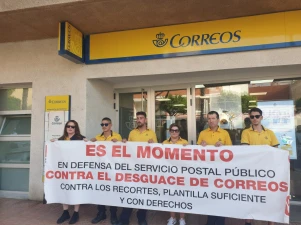 CORREOS
ES EL MOMENTO
EN DEFENSA DEL SERVICIO POSTAL PÚBLICO
CONTRA EL DESGUACE DE CORREOS
CONTRA LOS RECORTES, PLANTILLA SUFICIENTE
Y CON DERECHOS